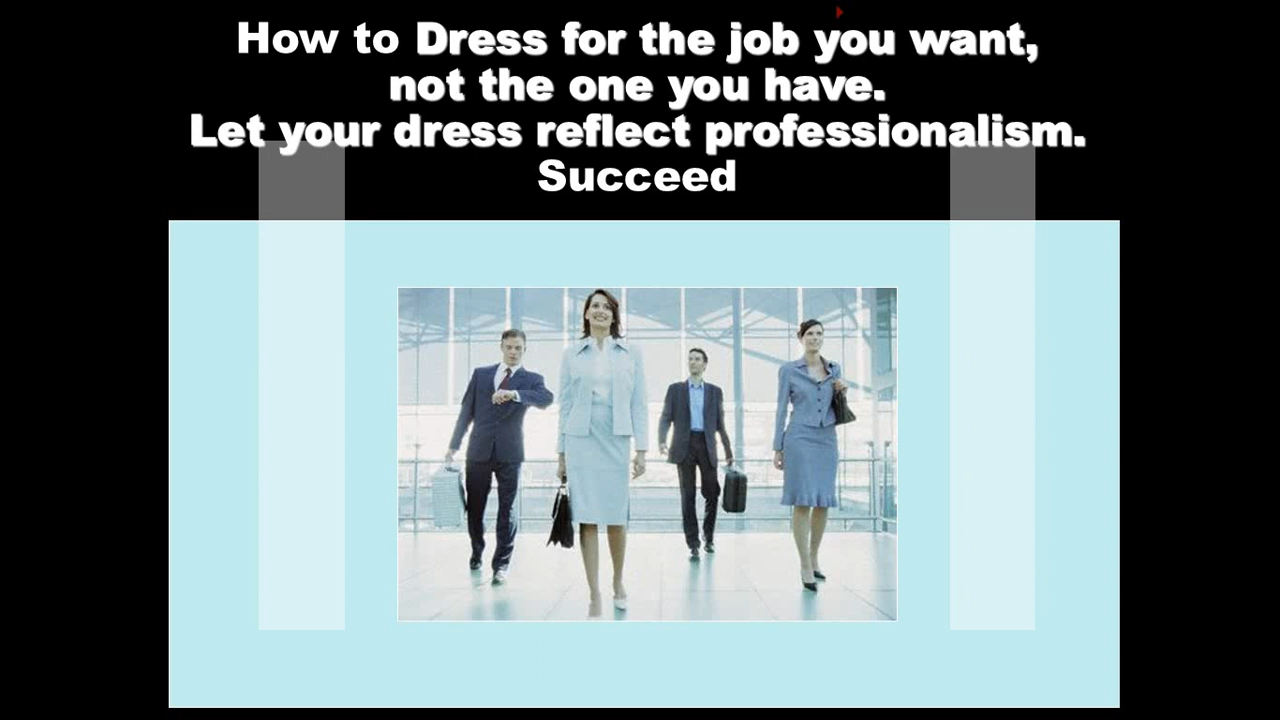 How to Dress for the job you want,
not the one you have.
Let your dress reflect professionalism.
Succeed